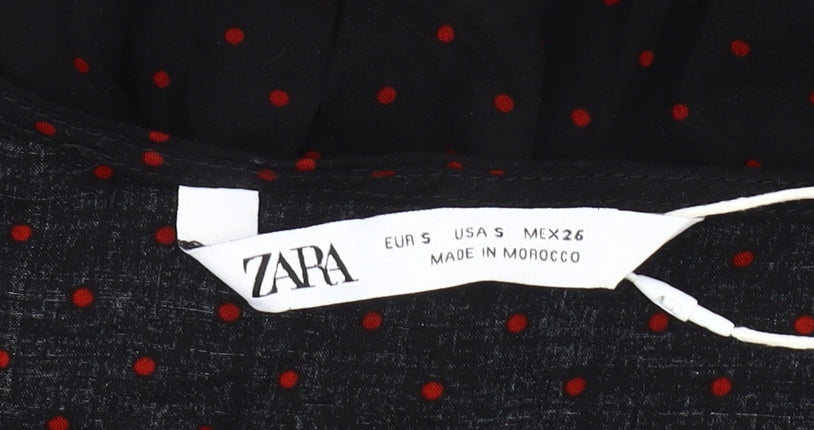 ZARA
EUR S USA S MEX 26
MADE IN MOROCCO